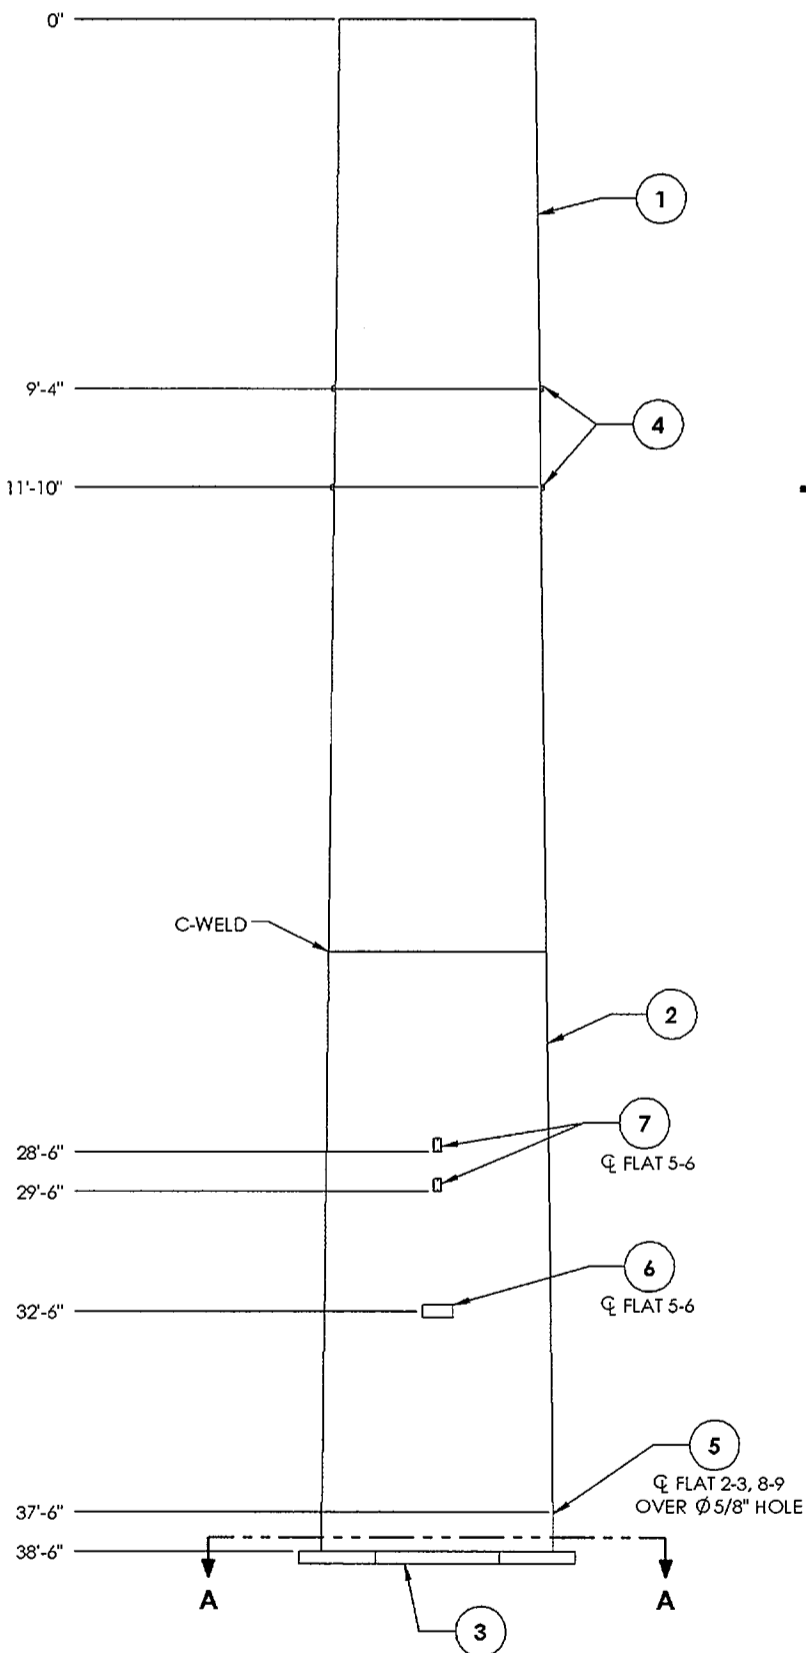 0"
1
9'-4"
4
11'-10"
C-WELD
2
7
28'-6"
℄ FLAT 5-6
29'-6"
6
32'-6"
℄ FLAT 5-6
5
℄ FLAT 2-3, 8-9
OVER Ø 5/8" HOLE
37'-6"
38'-6"
A A
3